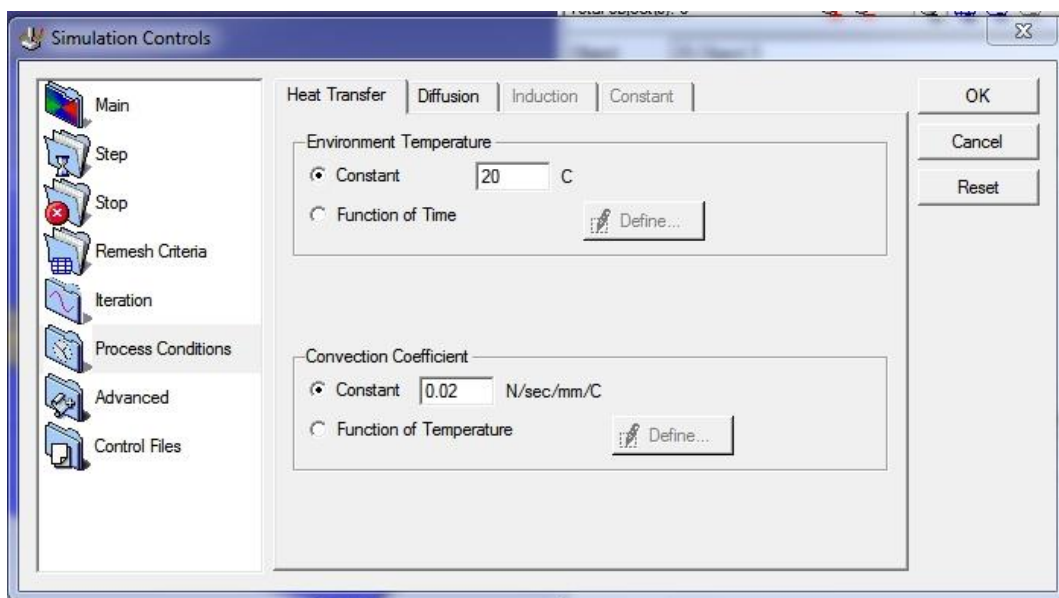 Simulation Controls
Main
Step
Stop
Remesh Criteria
Iteration
Process Conditions
Advanced
Control Files
Heat Transfer Diffusion Induction Constant
Environment Temperature
Constant 20 C
Function of Time Define...
Convection Coefficient
Constant 0.02 N/sec/mm/C
Function of Temperature Define...
OK
Cancel
Reset